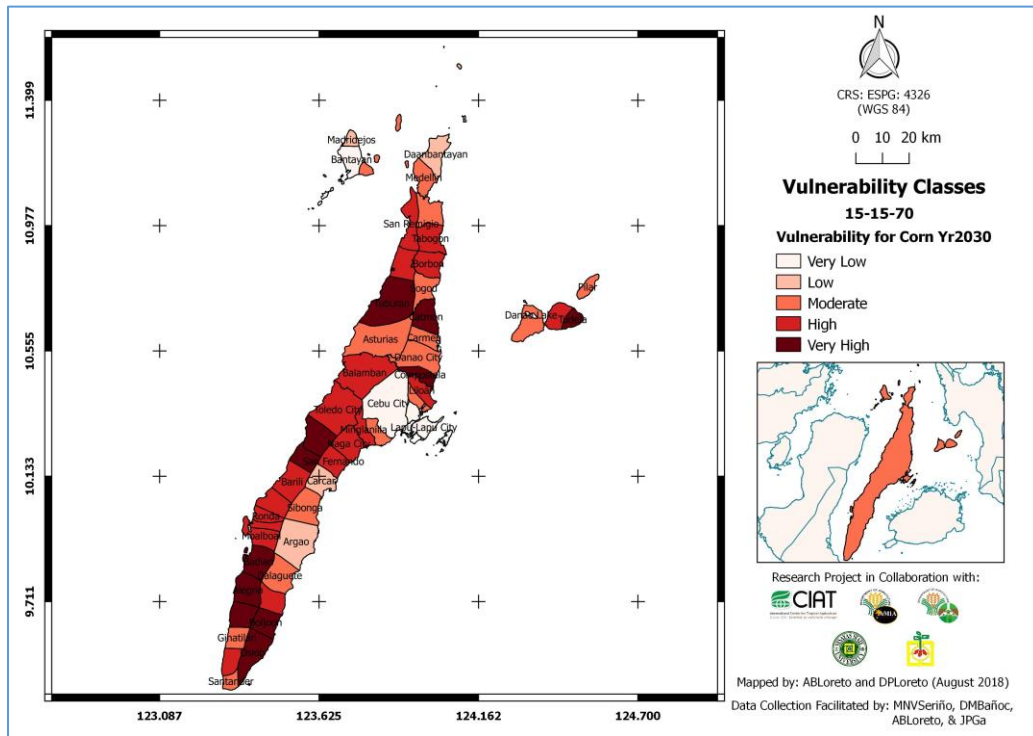 N
CRS: ESPG: 4326
(WGS 84)
0 10 20 km
Vulnerability Classes
15-15-70
Vulnerability for Corn Yr2030
Very Low
Low
Moderate
High
Very High
11.399
10.977
10.555
10.133
9.711
123.087 123.625 124.162 124.700
Madridejos
Bantayan
Daanbantayan
Medellin
San Remigio
Tabogon
Borbon
Sogod
Catmon
Pilar
Tudela
Asturias
Carmen
Danao City
Balamban
Compostela
Liloan
Cebu City
Toledo City
Lapu-Lapu City
Minglanilla
Naga City
San Fernando
Barili
Carcar
Sibonga
Ronda
Moalboal
Argao
Dalaguete
Boljoon
Ginatilan
Oslob
Santander
Research Project in Collaboration with:
CIAT
Mapped by: ABLoreto and DPLoreto (August 2018)
Data Collection Facilitated by: MNVSeriño, DMBañoc,
ABLoreto, & JPGa